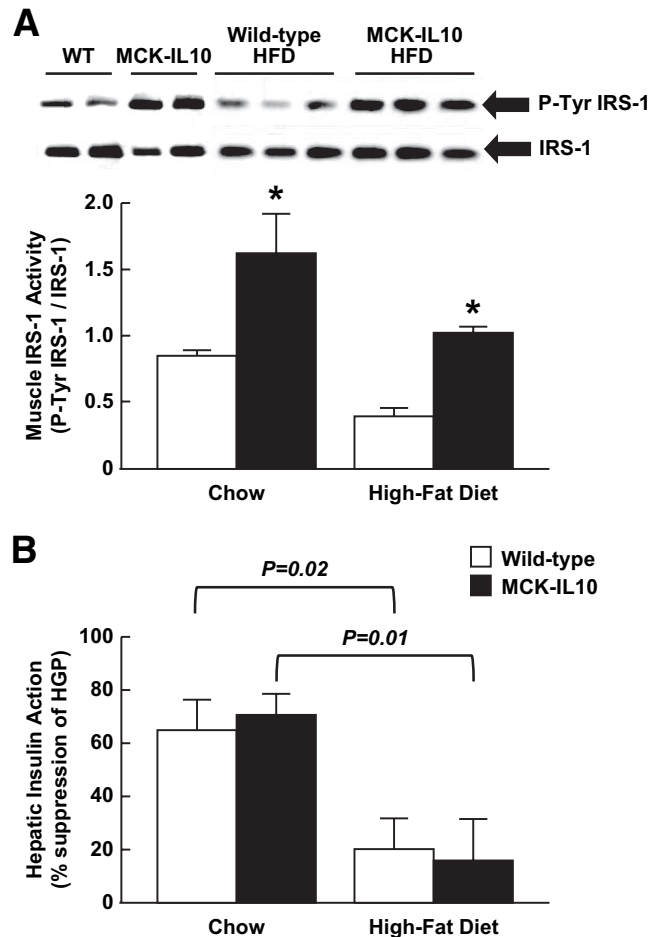 A
WT
MCK-IL10
Wild-type
HFD
MCK-IL10
HFD
P-Tyr IRS-1
IRS-1
Muscle IRS-1 Activity
(P-Tyr IRS-1 / IRS-1)
2.0
1.5
1.0
0.5
0
*
*
Chow
High-Fat Diet
B
Wild-type
MCK-IL10
P=0.02
P=0.01
Hepatic Insulin Action
(% suppression of HGP)
100
80
60
40
20
0
Chow
High-Fat Diet